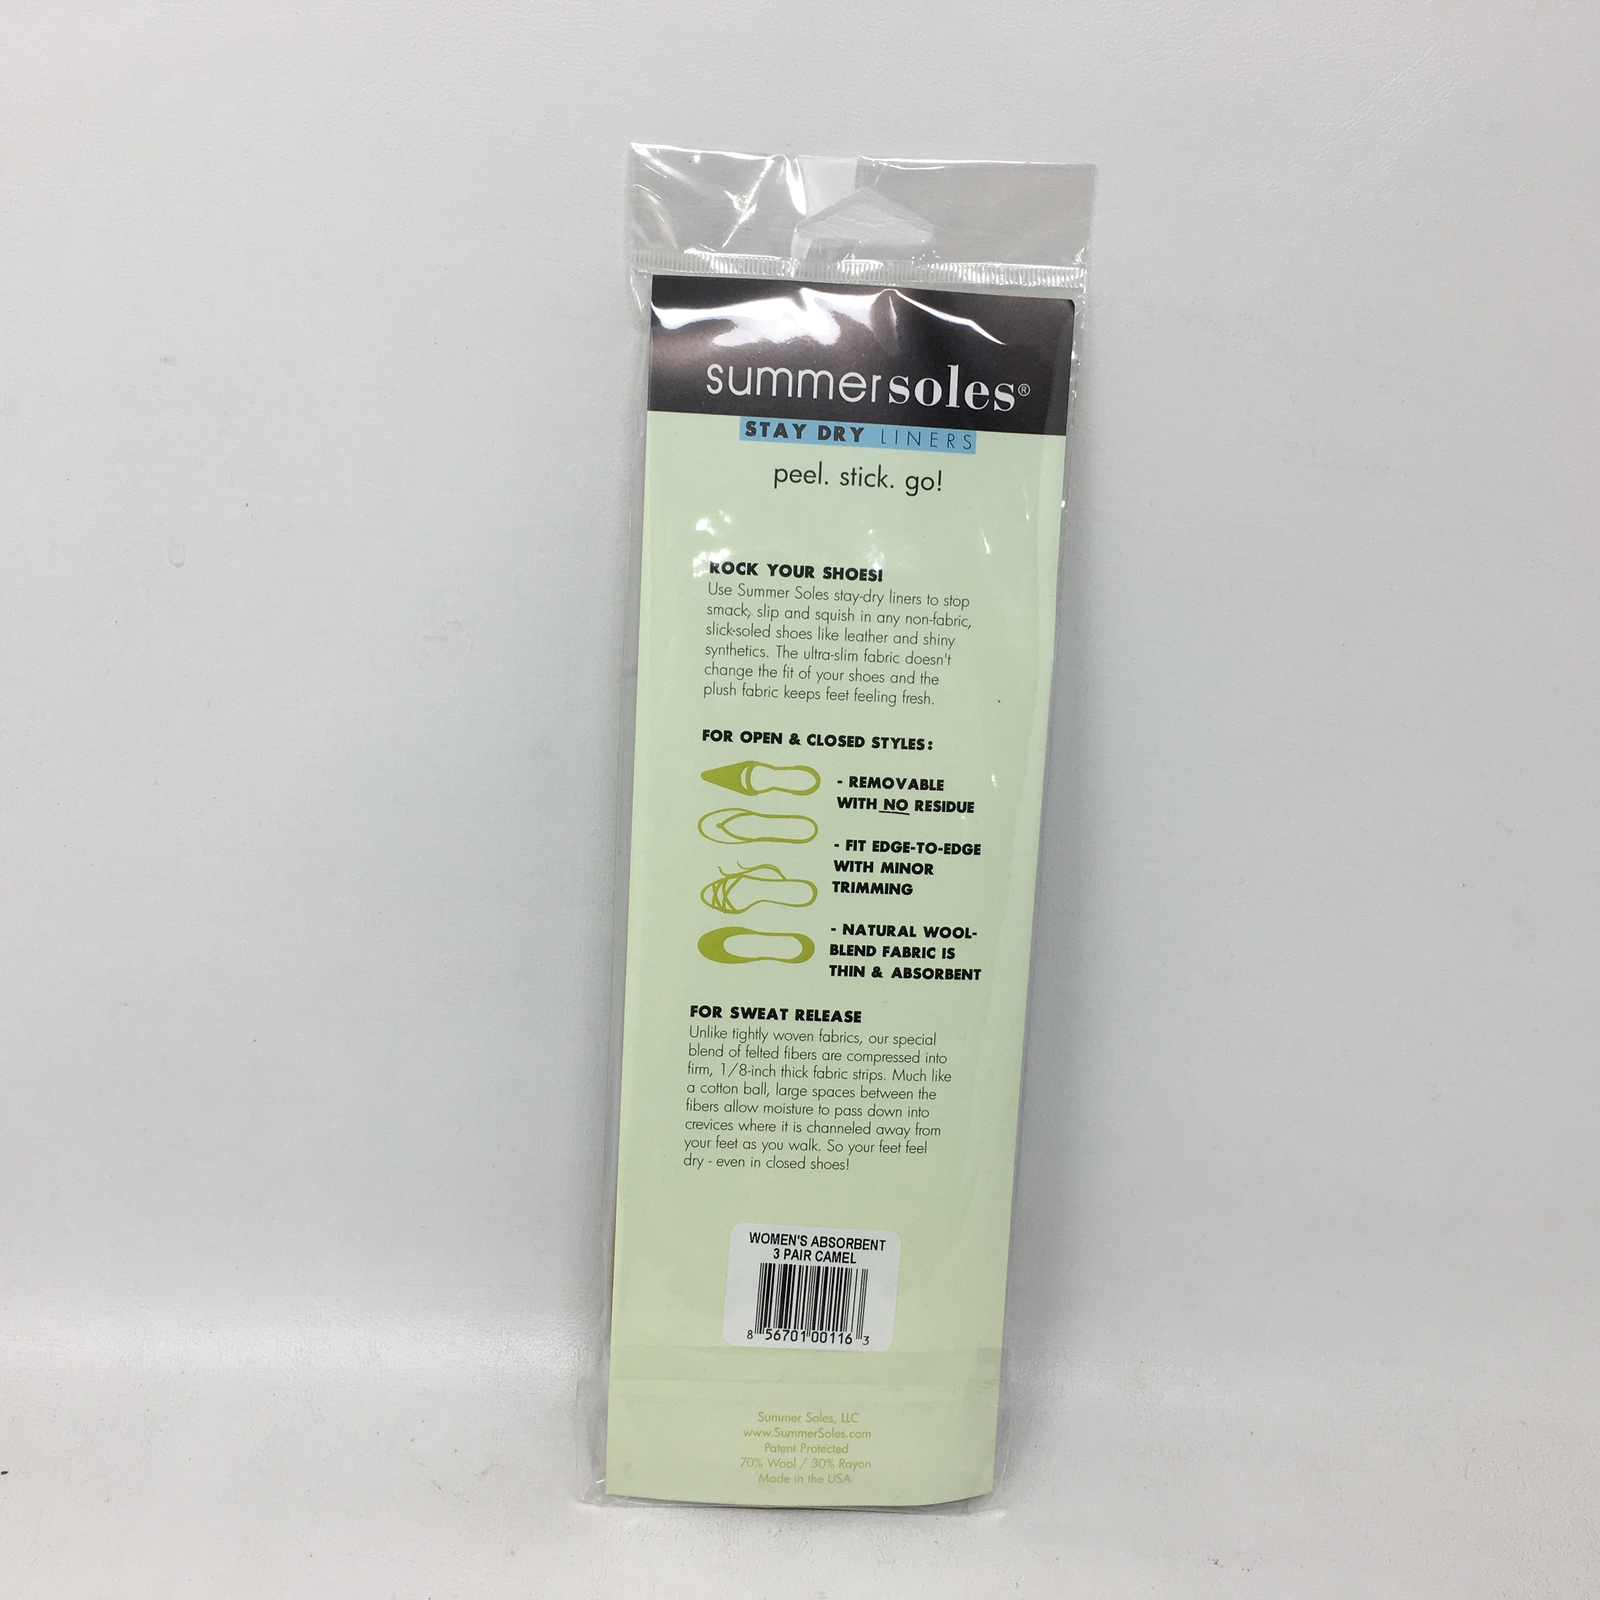 summersoles®
STAY DRY LINERS
peel. stick. go!
ROCK YOUR SHOES!
Use Summer Soles stay-dry liners to stop
smack, slip and squish in any non-fabric,
slick-soled shoes like leather and shiny
synthetics. The ultra-slim fabric doesn't
change the fit of your shoes and the
plush fabric keeps feet feeling fresh.
FOR OPEN & CLOSED STYLES:
- REMOVABLE
WITH NO RESIDUE
- FIT EDGE-TO-EDGE
WITH MINOR
TRIMMING
- NATURAL WOOL-
BLEND FABRIC IS
THIN & ABSORBENT
FOR SWEAT RELEASE
Unlike tightly woven fabrics, our special
blend of felted fibers are compressed into
firm, 1/8-inch thick fabric strips. Much like
a cotton ball, large spaces between the
fibers allow moisture to pass down into
crevices where it is channeled away from
your feet as you walk. So your feet feel
dry - even in closed shoes!
WOMEN'S ABSORBENT
3 PAIR CAMEL
8 56701 00116 3
Summer Soles, LLC
www.SummerSoles.com
Patent Protected
70% Wool / 30% Rayon
Made in the USA